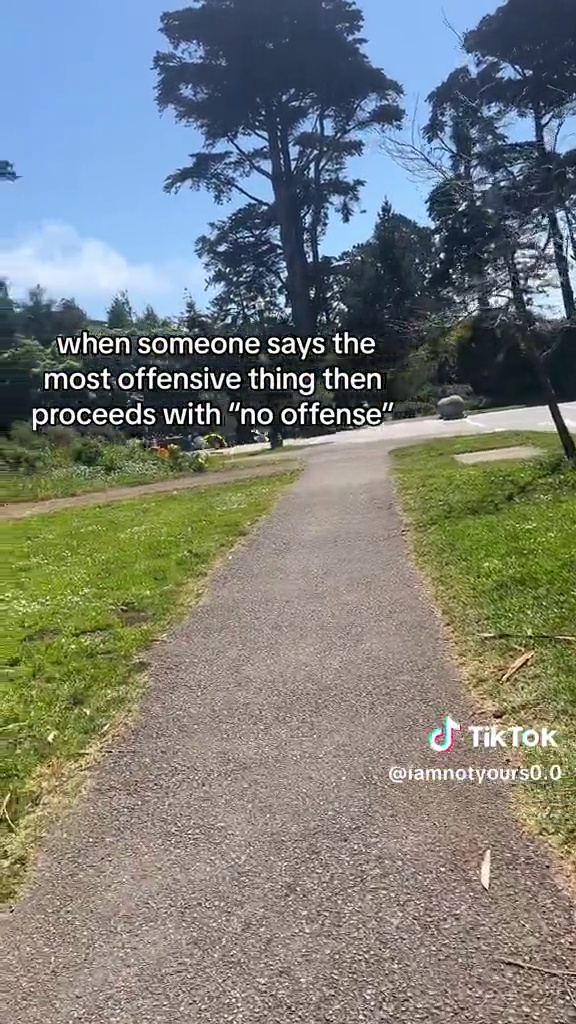 when someone says the
most offensive thing then
proceeds with “no offense”
TikTok
@iamnotyours0.0